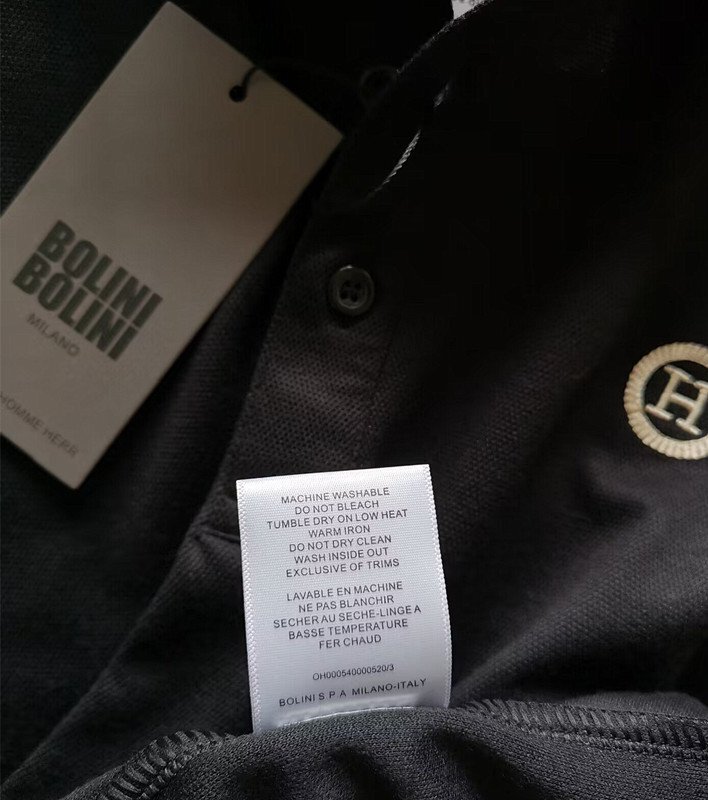 BOLINI
BOLINI
MILANO
HOMME HERR
H
MACHINE WASHABLE
DO NOT BLEACH
TUMBLE DRY ON LOW HEAT
WARM IRON
DO NOT DRY CLEAN
WASH INSIDE OUT
EXCLUSIVE OF TRIMS
LAVABLE EN MACHINE
NE PAS BLANCHIR
SECHER AU SECHE-LINGE A
BASSE TEMPERATURE
FER CHAUD
OH000540000520/3
BOLINI S P A MILANO-ITALY